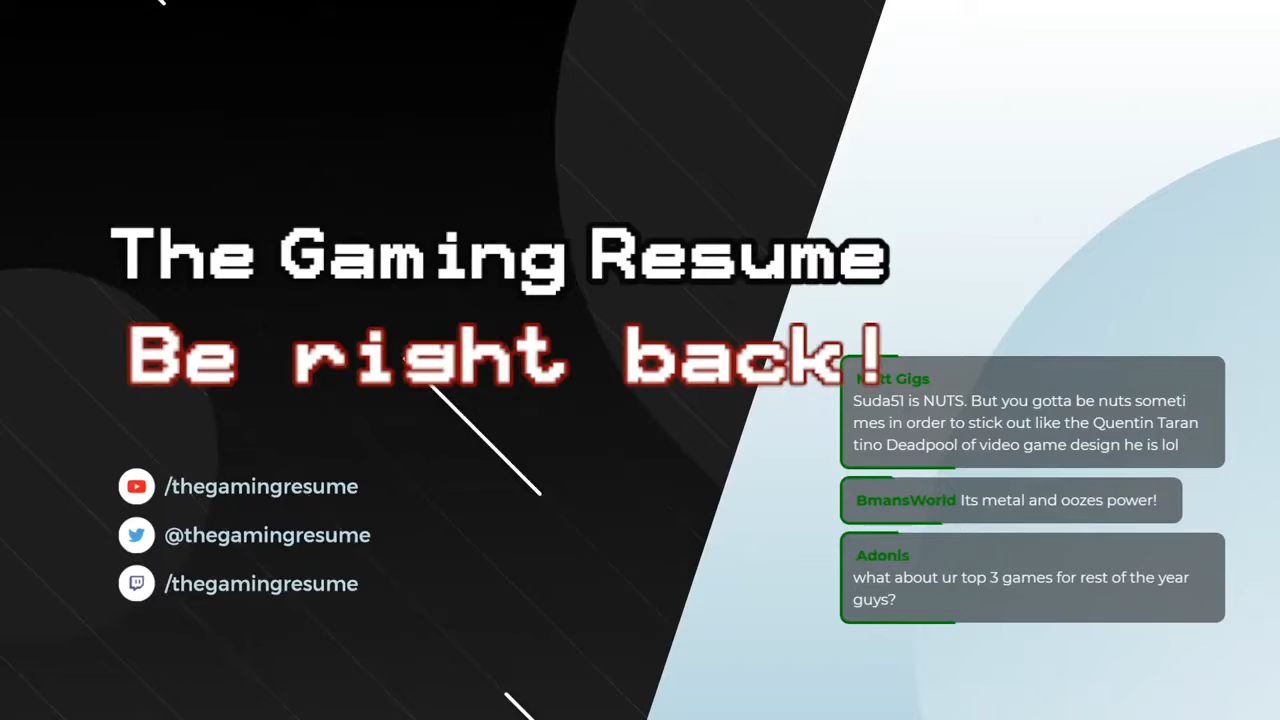 The Gaming Resume
Be right back!
/thegamingresume
@thegamingresume
/thegamingresume
Matt Gigs
Suda51 is NUTS. But you gotta be nuts someti
mes in order to stick out like the Quentin Taran
tino Deadpool of video game design he is lol
BmansWorld Its metal and oozes power!
Adonis
what about ur top 3 games for rest of the year
guys?